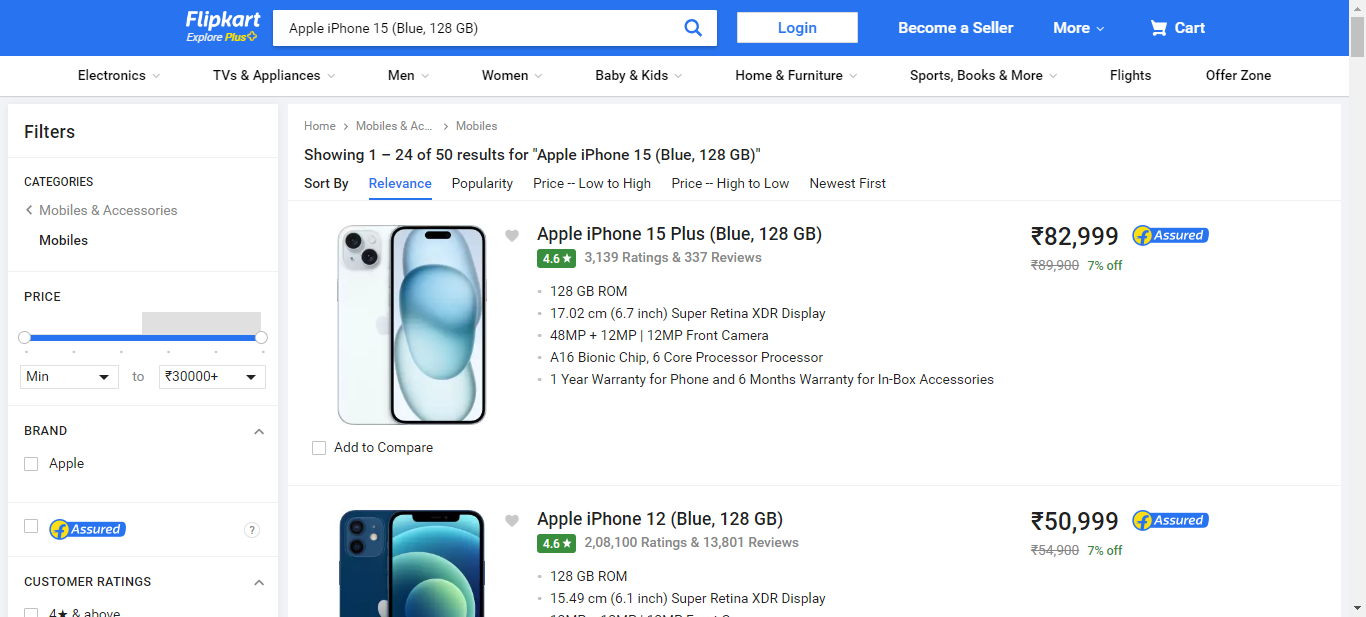 Flipkart
Explore Plus
Apple iPhone 15 (Blue, 128 GB)
Login
Become a Seller
More
Cart
Electronics
TVs & Appliances
Men
Women
Baby & Kids
Home & Furniture
Sports, Books & More
Flights
Offer Zone
Filters
CATEGORIES
Mobiles & Accessories
Mobiles
PRICE
Min
to
₹30000+
BRAND
Apple
Assured
?
CUSTOMER RATINGS
4★ & above
Home > Mobiles & Ac... > Mobiles
Showing 1 – 24 of 50 results for "Apple iPhone 15 (Blue, 128 GB)"
Sort By Relevance Popularity Price -- Low to High Price -- High to Low Newest First
Apple iPhone 15 Plus (Blue, 128 GB)
4.6★ 3,139 Ratings & 337 Reviews
128 GB ROM
17.02 cm (6.7 inch) Super Retina XDR Display
48MP + 12MP | 12MP Front Camera
A16 Bionic Chip, 6 Core Processor Processor
1 Year Warranty for Phone and 6 Months Warranty for In-Box Accessories
₹82,999
Assured
₹89,900 7% off
Add to Compare
Apple iPhone 12 (Blue, 128 GB)
4.6★ 2,08,100 Ratings & 13,801 Reviews
128 GB ROM
15.49 cm (6.1 inch) Super Retina XDR Display
₹50,999
Assured
₹54,900 7% off